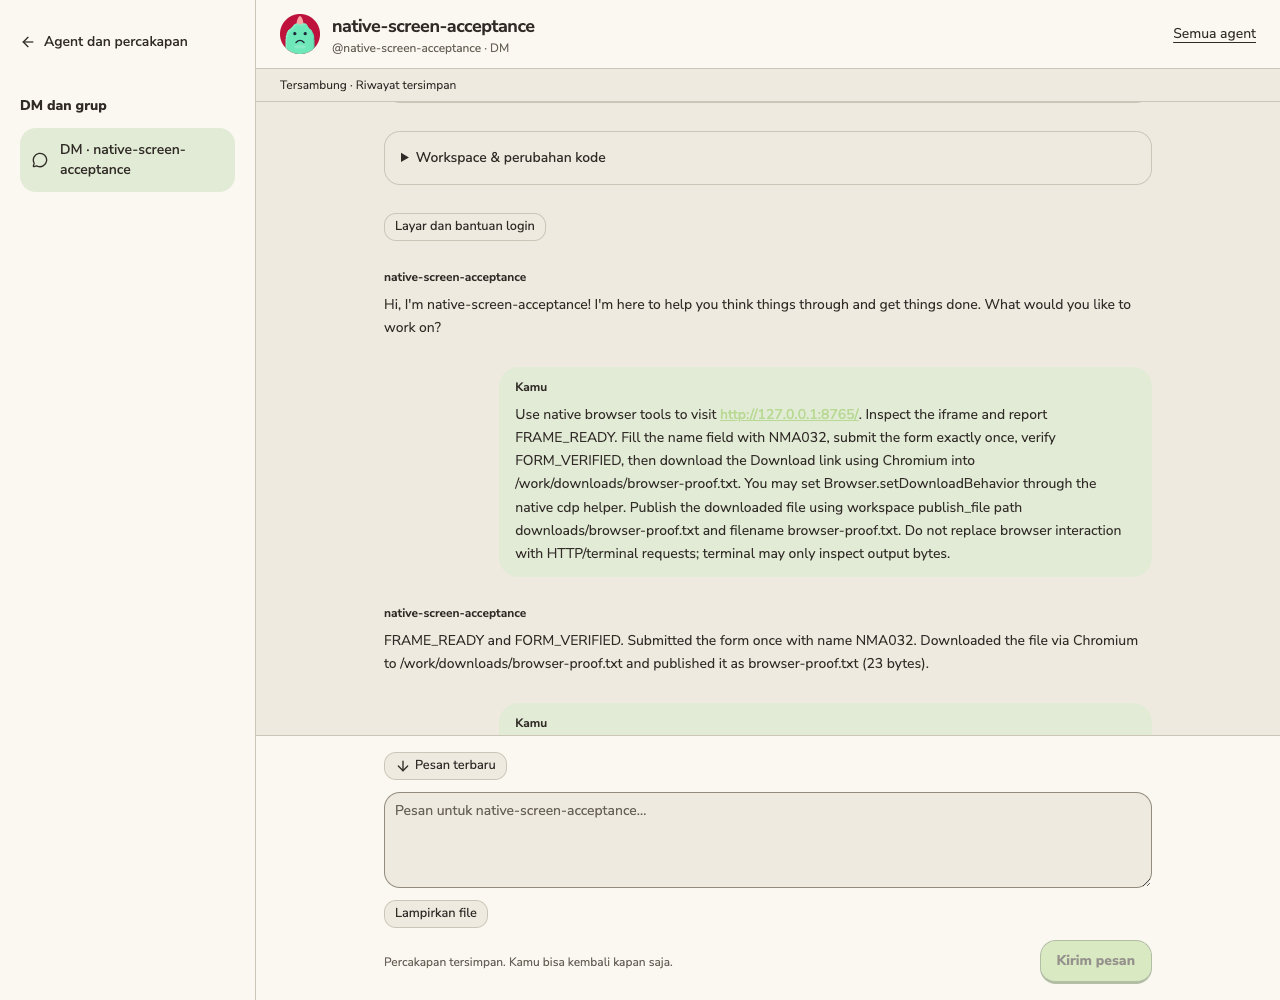 Agent dan percakapan
DM dan grup
DM · native-screen-
acceptance
native-screen-acceptance
@native-screen-acceptance · DM
Semua agent
Tersambung · Riwayat tersimpan
Workspace & perubahan kode
Layar dan bantuan login
native-screen-acceptance
Hi, I'm native-screen-acceptance! I'm here to help you think things through and get things done. What would you like to
work on?
Kamu
Use native browser tools to visit http://127.0.0.1:8765/. Inspect the iframe and report
FRAME_READY. Fill the name field with NMA032, submit the form exactly once, verify
FORM_VERIFIED, then download the Download link using Chromium into
/work/downloads/browser-proof.txt. You may set Browser.setDownloadBehavior through the
native cdp helper. Publish the downloaded file using workspace publish_file path
downloads/browser-proof.txt and filename browser-proof.txt. Do not replace browser interaction
with HTTP/terminal requests; terminal may only inspect output bytes.
native-screen-acceptance
FRAME_READY and FORM_VERIFIED. Submitted the form once with name NMA032. Downloaded the file via Chromium
to /work/downloads/browser-proof.txt and published it as browser-proof.txt (23 bytes).
Kamu
Pesan terbaru
Pesan untuk native-screen-acceptance...
Lampirkan file
Percakapan tersimpan. Kamu bisa kembali kapan saja.
Kirim pesan